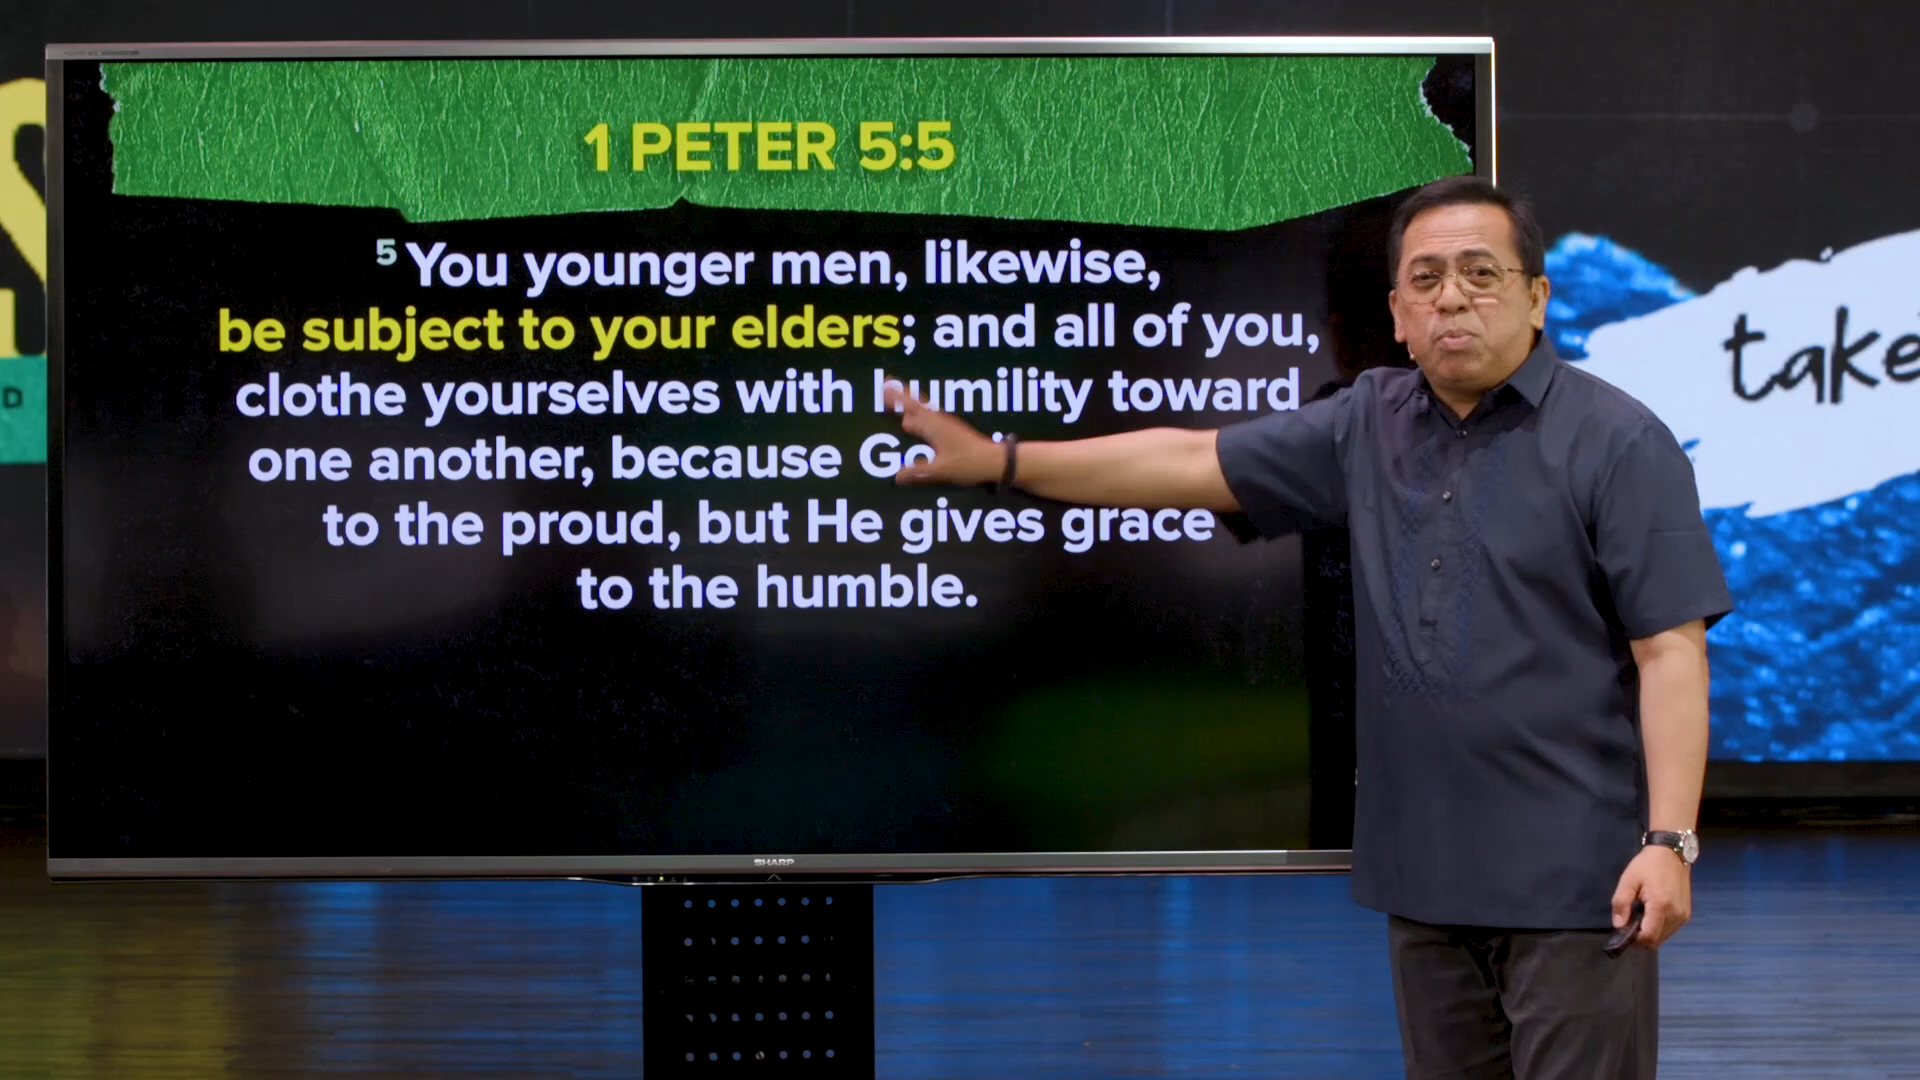 1 PETER 5:5
5 You younger men, likewise,
be subject to your elders; and all of you,
clothe yourselves with humility toward
one another, because
to the proud, but He gives grace
to the humble.
SHARP
take
S
D